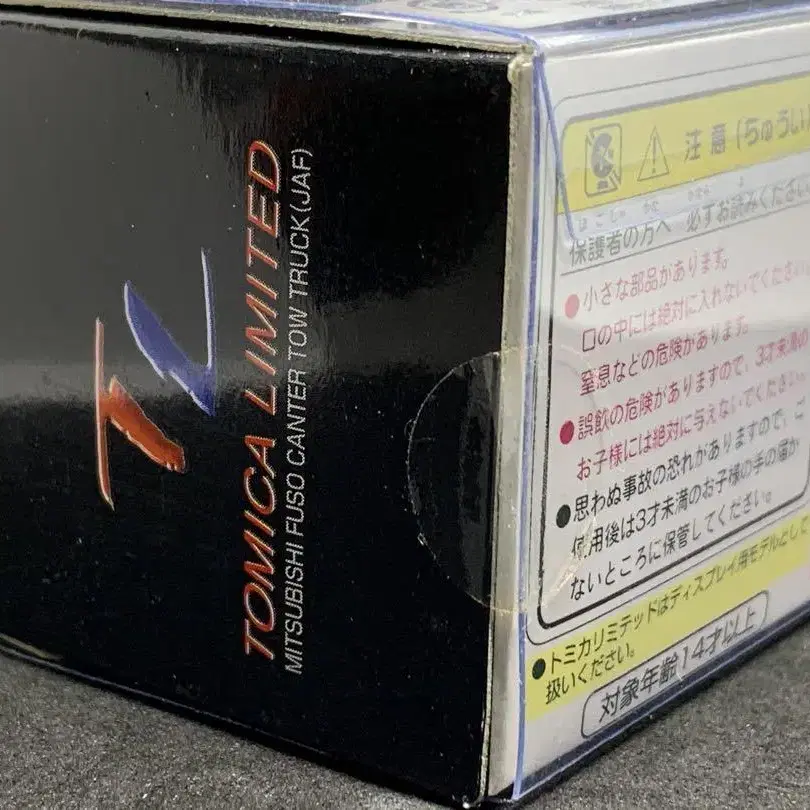 TL
TOMICA LIMITED
MITSUBISHI FUSO CANTER TOW TRUCK(JAF)
注意(ちゅうい)
保護者の方へ 必ずお読みください
●小さな部品があります。
口の中には絶対に入れないでください
窒息などの危険があります。
●誤飲の危険がありますので、3才未満の
お子様には絶対に与えないでください。
●思わぬ事故の恐れがありますので、ご
使用後は3才未満のお子様の手の届か
ないところに保管してください。
●トミカリミテッドはディスプレイ用モデルとして
扱いください。
対象年齢14才以上